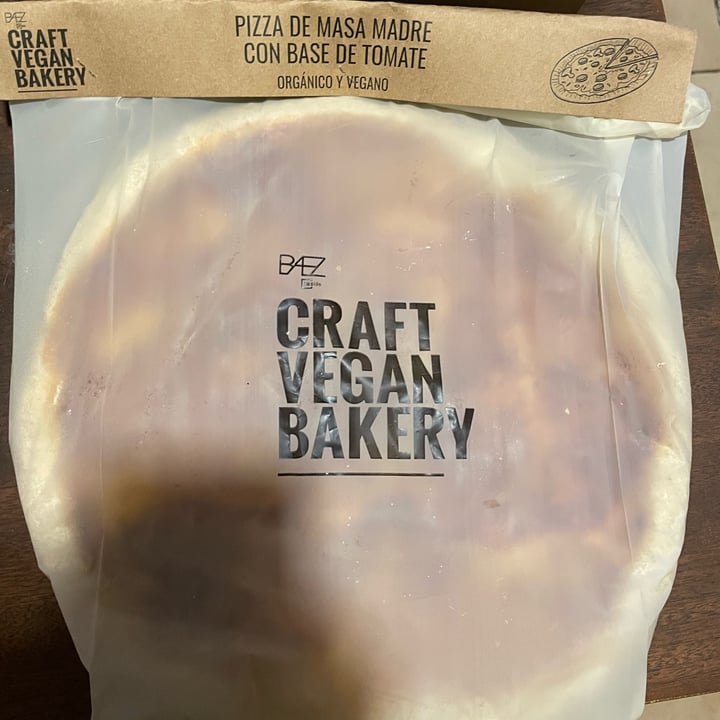 BAEZ
CRAFT
VEGAN
BAKERY
PIZZA DE MASA MADRE
CON BASE DE TOMATE
ORGÁNICO Y VEGANO
BAEZ
CRAFT
VEGAN
BAKERY